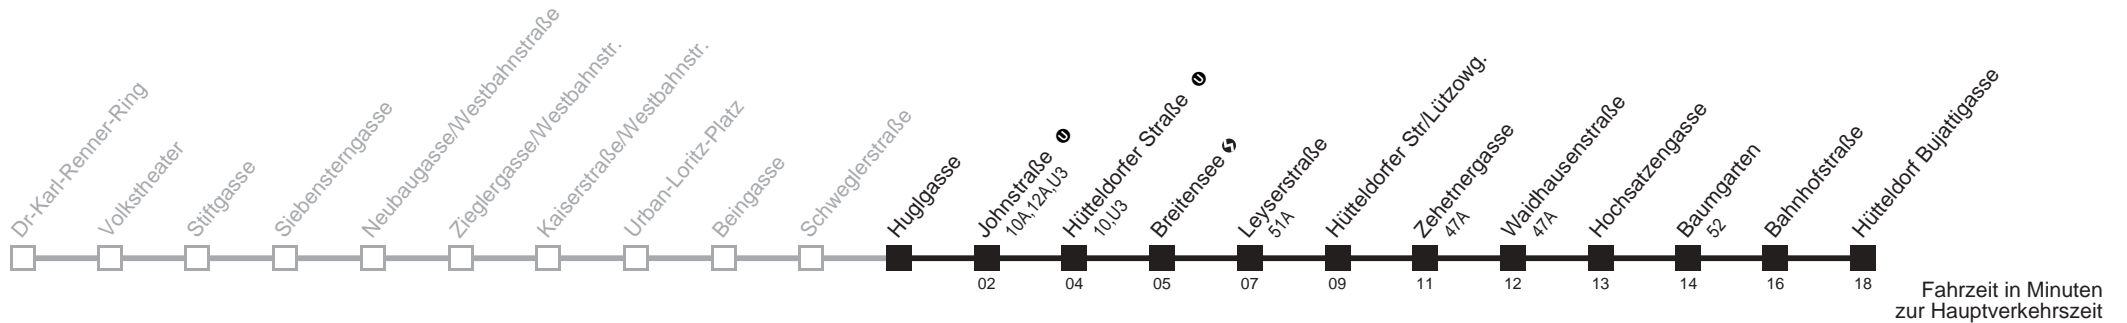 Dr-Karl-Renner-Ring
Volkstheater
Stiftgasse
Siebensterngasse
Neubaugasse/Westbahnstraße
Zieglergasse/Westbahnstr.
Kaiserstraße/Westbahnstr.
Urban-Loritz-Platz
Beingasse
Schweglerstraße
Huglgasse
Johnstraße U
10A,12A,U3
Hütteldorfer Straße U
10,U3
Breitensee S
Leyserstraße
51A
Hütteldorfer Str/Lützowg.
Zehetnergasse
47A
Waidhausenstraße
47A
Hochsatzengasse
Baumgarten
52
Bahnhofstraße
Hütteldorf Bujattigasse
02 04 05 07 09 11 12 13 14 16 18
Fahrzeit in Minuten
zur Hauptverkehrszeit